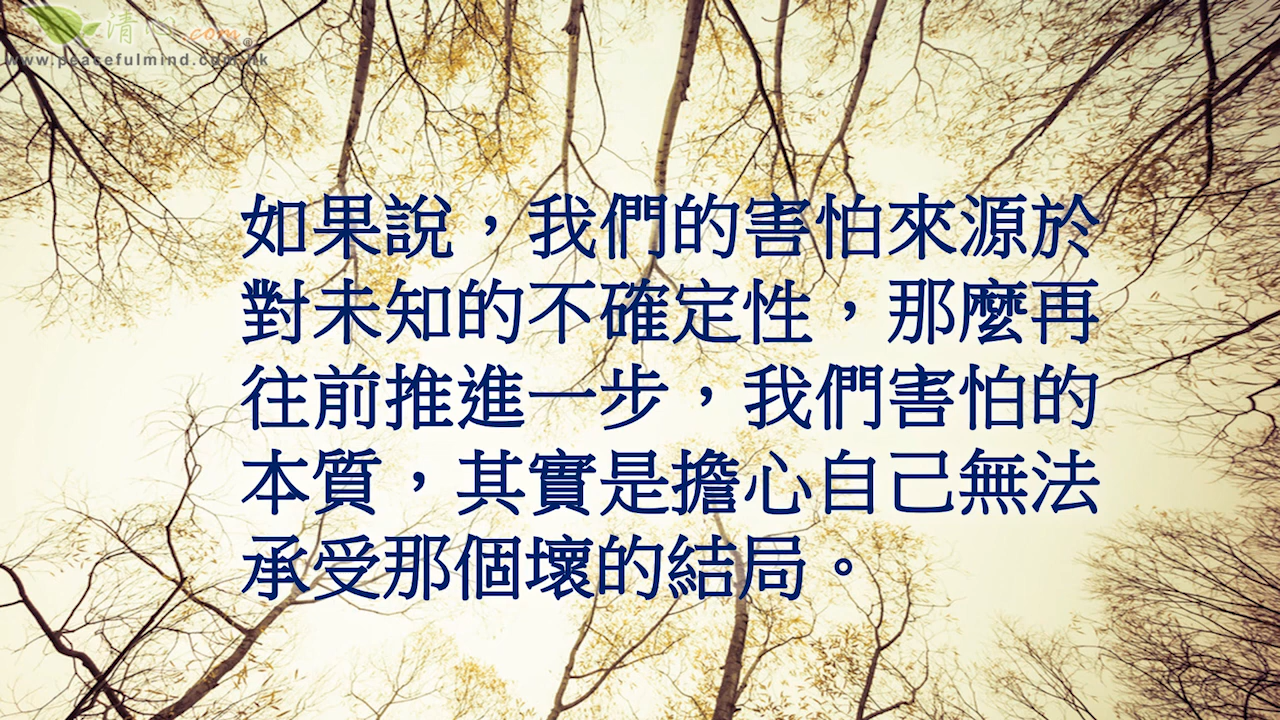 清心.com®
www.peacefulmind.com.hk
如果說，我們的害怕來源於
對未知的不確定性，那麼再
往前推進一步，我們害怕的
本質，其實是擔心自己無法
承受那個壞的結局。